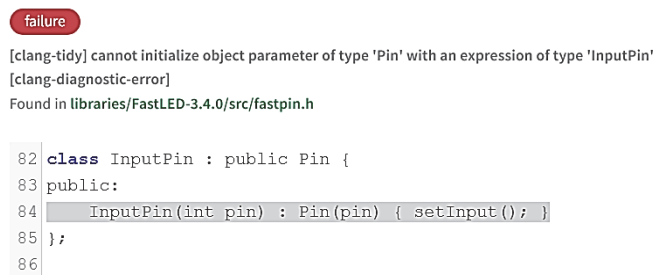 failure
[clang-tidy] cannot initialize object parameter of type 'Pin' with an expression of type 'InputPin'
[clang-diagnostic-error]
Found in libraries/FastLED-3.4.0/src/fastpin.h
82 class InputPin : public Pin {
83 public:
84     InputPin(int pin) : Pin(pin) { setInput(); }
85 };
86